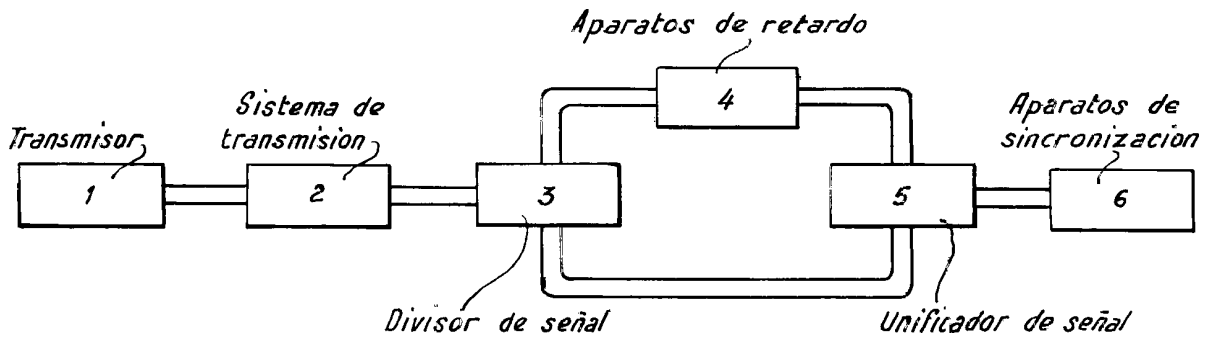 Aparatos de retardo
4
Sistema de
transmision
Aparatos de
sincronización
Transmisor
1
2
3
5
6
Divisor de señal
Unificador de señal